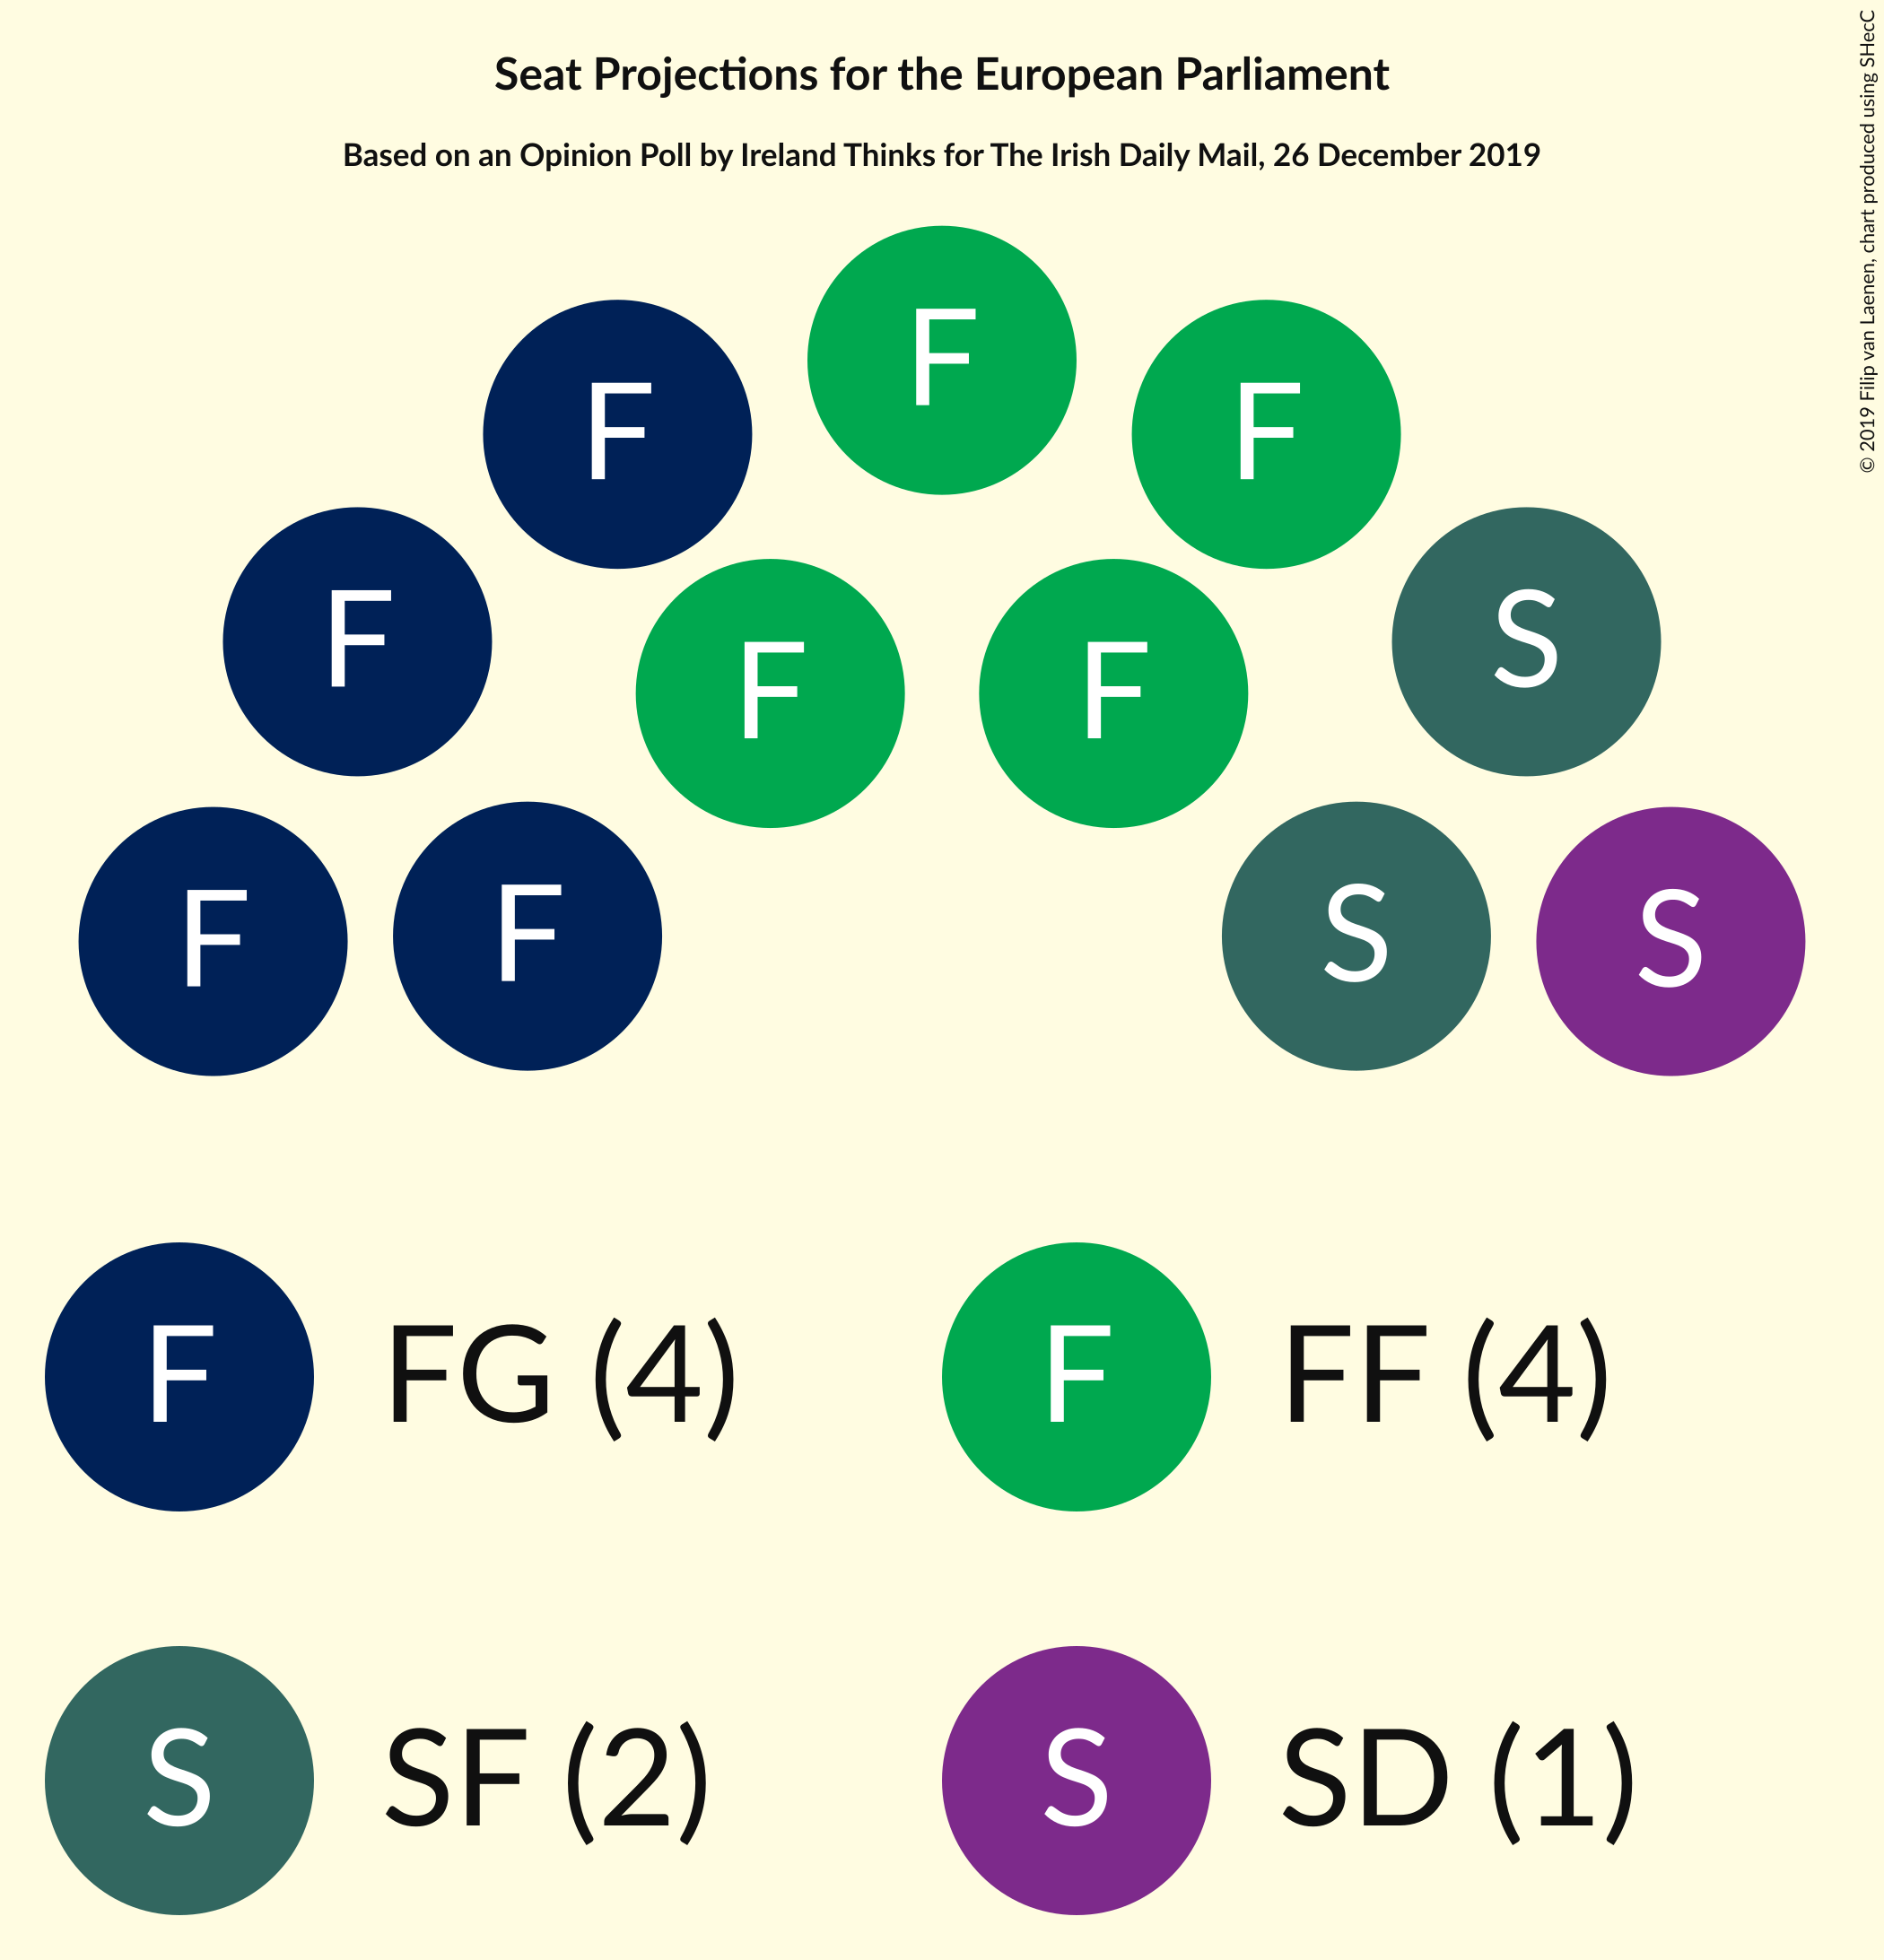 Seat Projections for the European Parliament
Based on an Opinion Poll by Ireland Thinks for The Irish Daily Mail, 26 December 2019
© 2019 Filip van Laenen, chart produced using SHecC
F
F F
F S
F F
F F S S
F FG (4) F FF (4)
S SF (2) S SD (1)